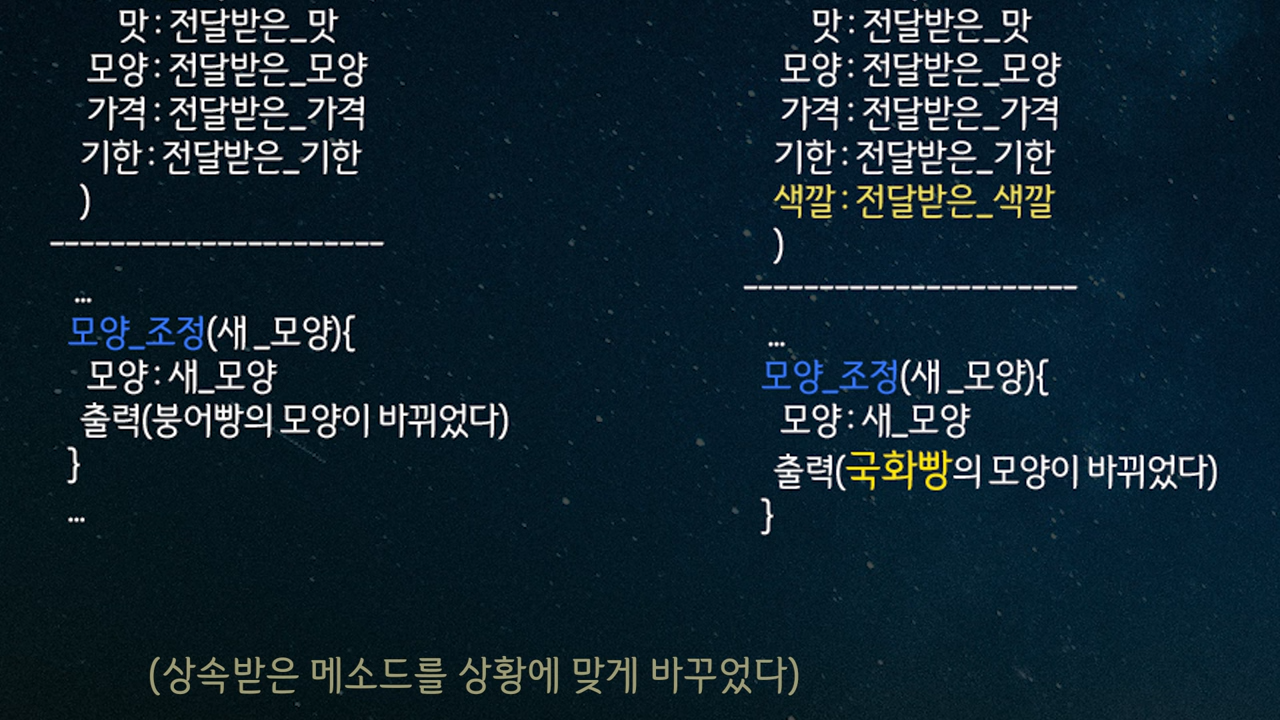 맛 : 전달받은_맛
모양 : 전달받은_모양
가격 : 전달받은_가격
기한 : 전달받은_기한
)
----------------------
...
모양_조정(새 _모양){
모양 : 새_모양
출력(붕어빵의 모양이 바뀌었다)
}
...
맛 : 전달받은_맛
모양 : 전달받은_모양
가격 : 전달받은_가격
기한 : 전달받은_기한
색깔 : 전달받은_색깔
)
----------------------
...
모양_조정(새 _모양){
모양 : 새_모양
출력(국화빵의 모양이 바뀌었다)
}
(상속받은 메소드를 상황에 맞게 바꾸었다)